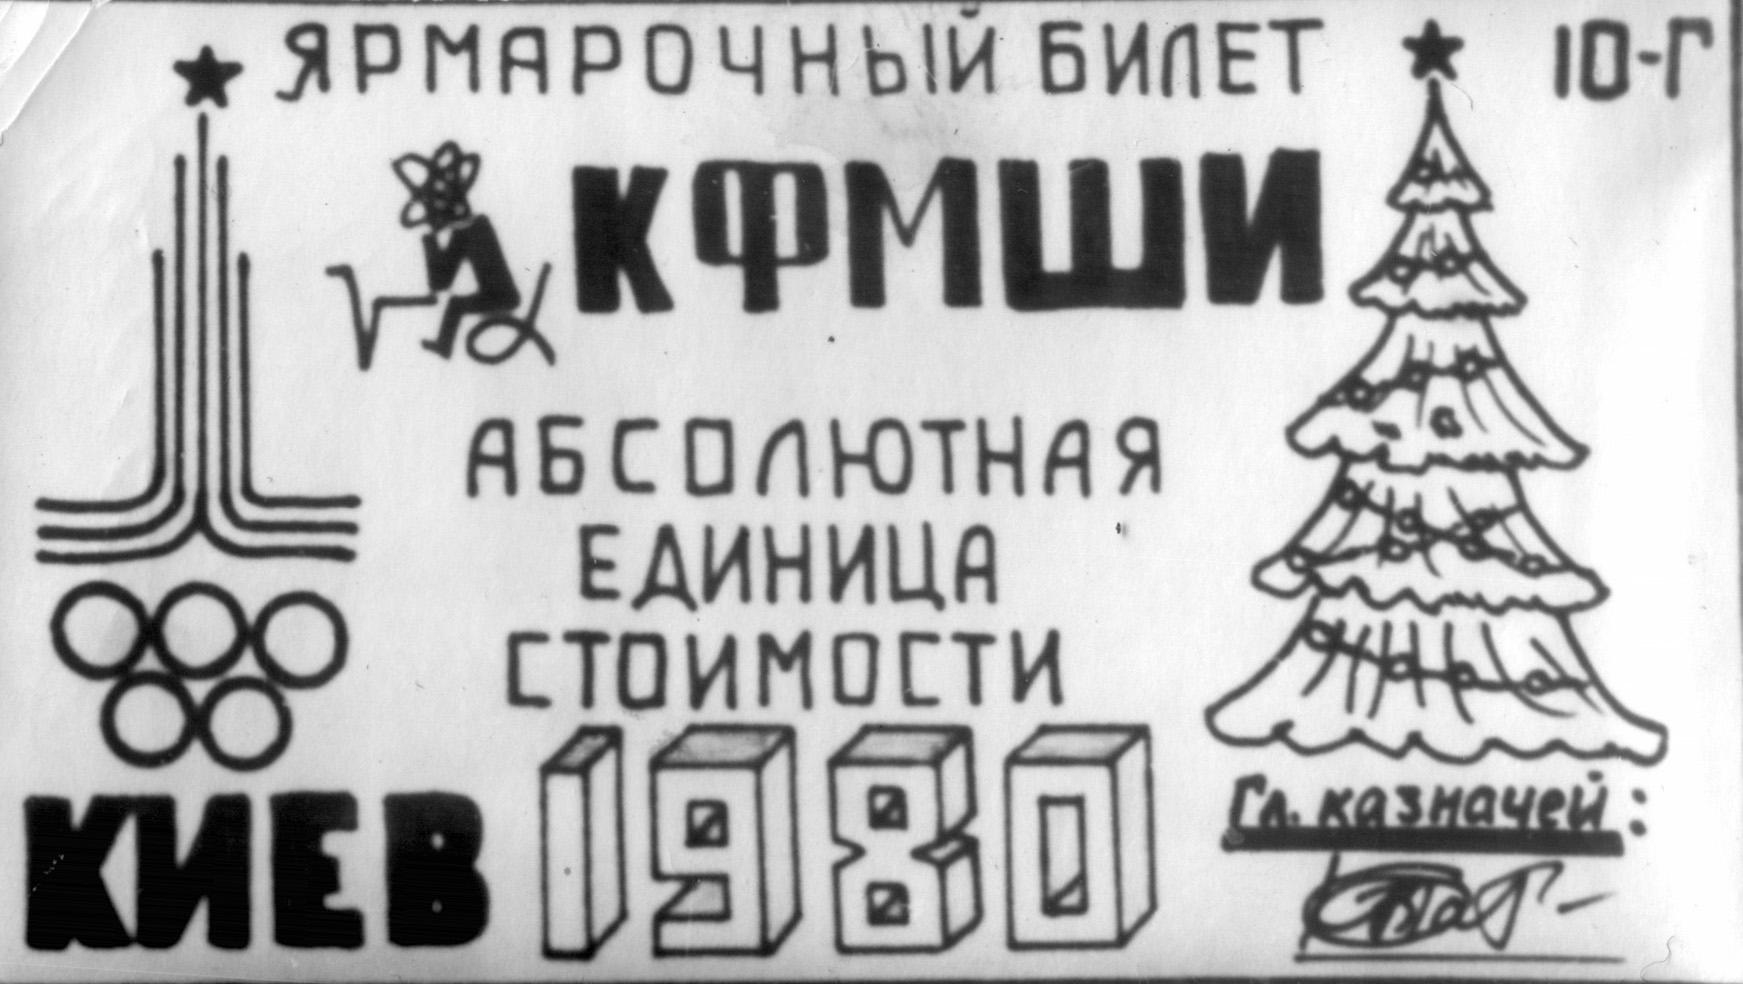 ЯРМАРОЧНЫЙ БИЛЕТ
10-Г
КФМШИ
АБСОЛЮТНАЯ
ЕДИНИЦА
СТОИМОСТИ
КИЕВ
1980
Гл. казначей: